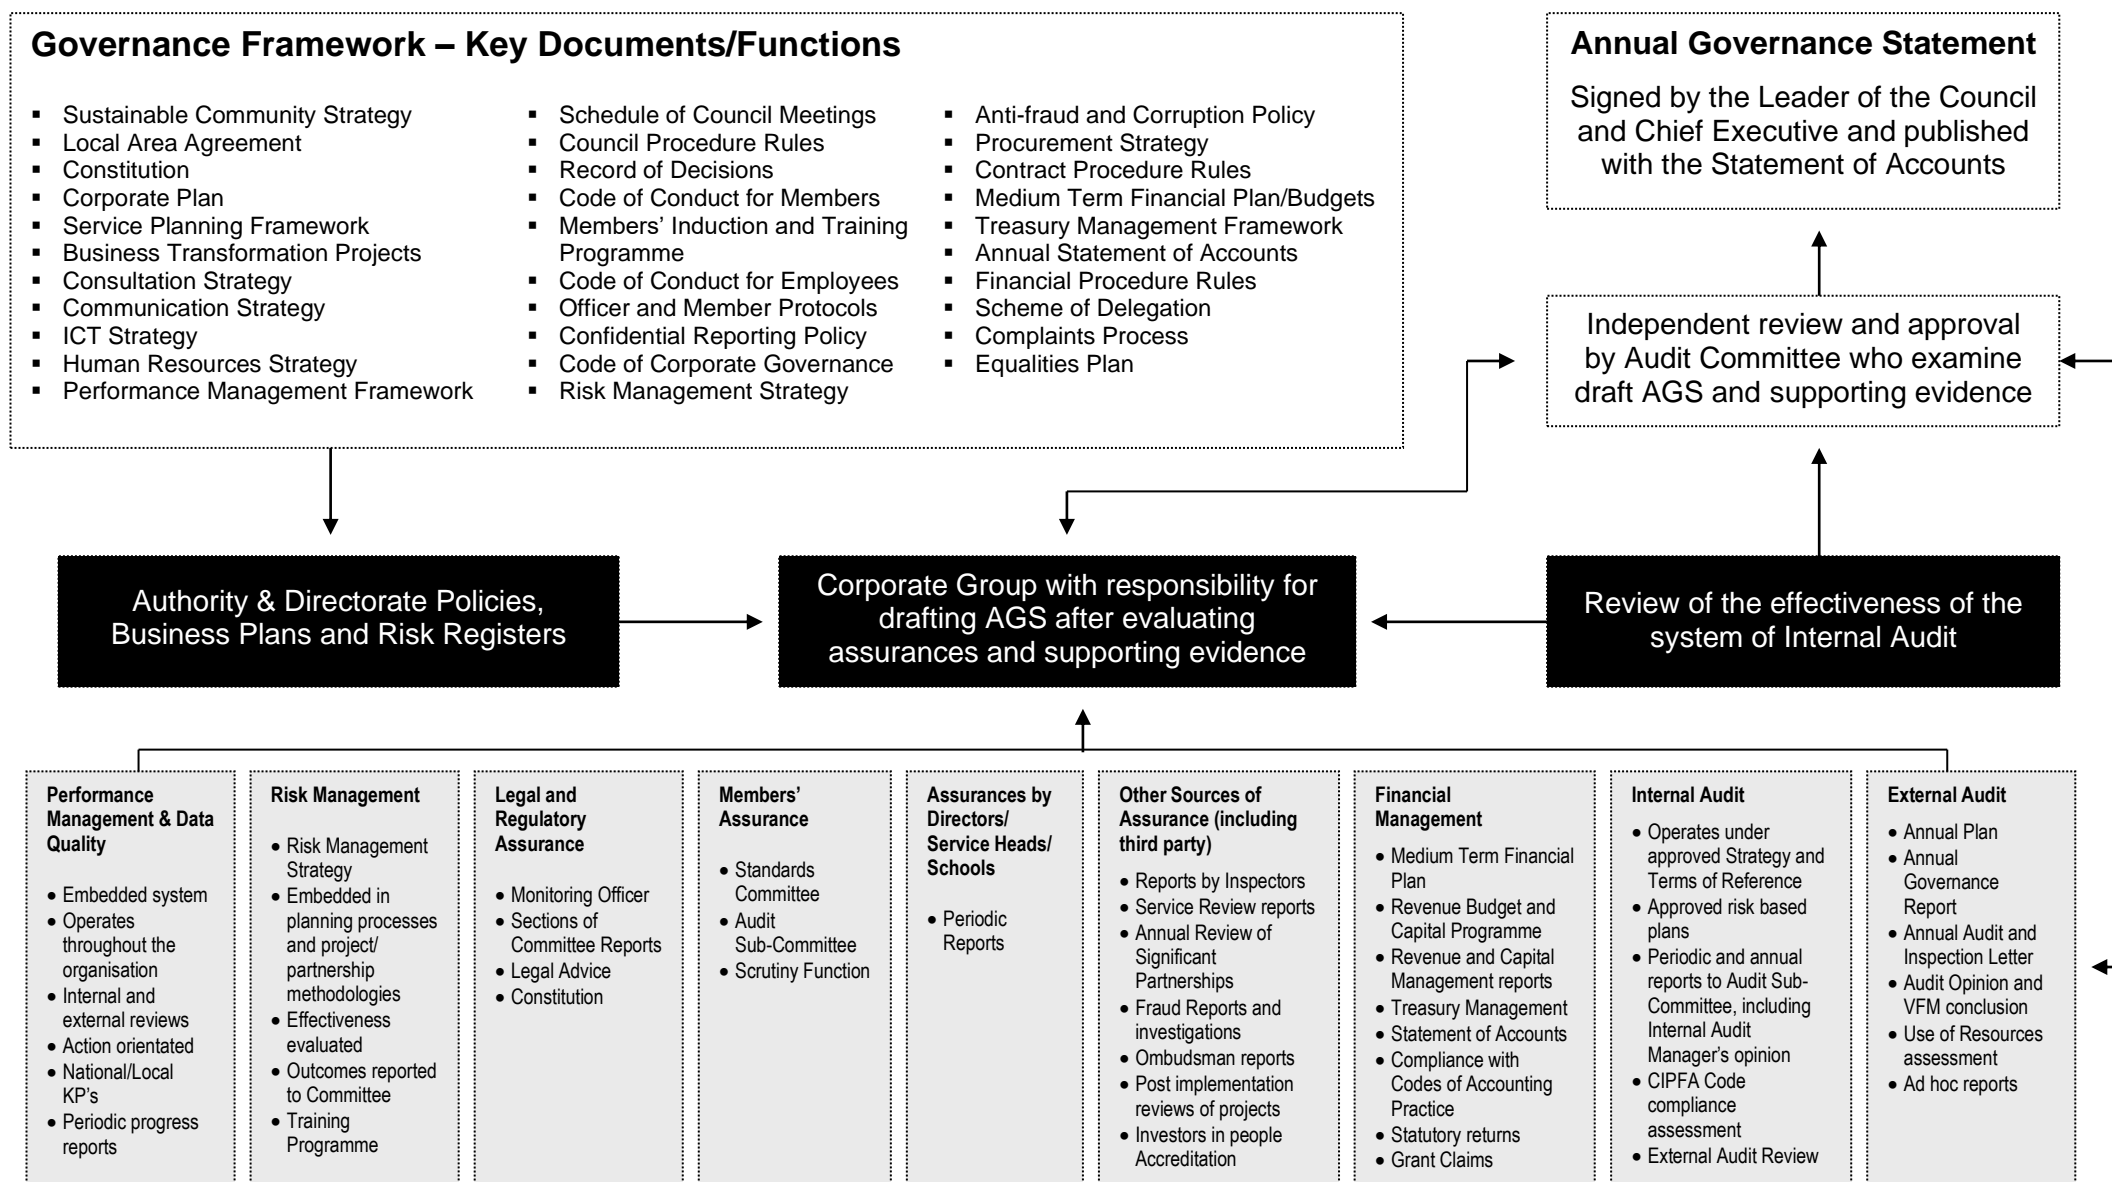 Governance Framework – Key Documents/Functions
Sustainable Community Strategy
Local Area Agreement
Constitution
Corporate Plan
Service Planning Framework
Business Transformation Projects
Consultation Strategy
Communication Strategy
ICT Strategy
Human Resources Strategy
Performance Management Framework
Schedule of Council Meetings
Council Procedure Rules
Record of Decisions
Code of Conduct for Members
Members’ Induction and Training
Programme
Code of Conduct for Employees
Officer and Member Protocols
Confidential Reporting Policy
Code of Corporate Governance
Risk Management Strategy
Anti-fraud and Corruption Policy
Procurement Strategy
Contract Procedure Rules
Medium Term Financial Plan/Budgets
Treasury Management Framework
Annual Statement of Accounts
Financial Procedure Rules
Scheme of Delegation
Complaints Process
Equalities Plan
Annual Governance Statement
Signed by the Leader of the Council
and Chief Executive and published
with the Statement of Accounts
Independent review and approval
by Audit Committee who examine
draft AGS and supporting evidence
Authority & Directorate Policies,
Business Plans and Risk Registers
Corporate Group with responsibility for
drafting AGS after evaluating
assurances and supporting evidence
Review of the effectiveness of the
system of Internal Audit
Performance
Management & Data
Quality
• Embedded system
• Operates
throughout the
organisation
• Internal and
external reviews
• Action orientated
• National/Local
KP’s
• Periodic progress
reports
Risk Management
• Risk Management
Strategy
• Embedded in
planning processes
and project/
partnership
methodologies
• Effectiveness
evaluated
• Outcomes reported
to Committee
• Training
Programme
Legal and
Regulatory
Assurance
• Monitoring Officer
• Sections of
Committee Reports
• Legal Advice
• Constitution
Members’
Assurance
• Standards
Committee
• Audit
Sub-Committee
• Scrutiny Function
Assurances by
Directors/
Service Heads/
Schools
• Periodic
Reports
Other Sources of
Assurance (including
third party)
• Reports by Inspectors
• Service Review reports
• Annual Review of
Significant
Partnerships
• Fraud Reports and
investigations
• Ombudsman reports
• Post implementation
reviews of projects
• Investors in people
Accreditation
Financial
Management
• Medium Term Financial
Plan
• Revenue Budget and
Capital Programme
• Revenue and Capital
Management reports
• Treasury Management
• Statement of Accounts
• Compliance with
Codes of Accounting
Practice
• Statutory returns
• Grant Claims
Internal Audit
• Operates under
approved Strategy and
Terms of Reference
• Approved risk based
plans
• Periodic and annual
reports to Audit Sub-
Committee, including
Internal Audit
Manager’s opinion
• CIPFA Code
compliance
assessment
• External Audit Review
External Audit
• Annual Plan
• Annual
Governance
Report
• Annual Audit and
Inspection Letter
• Audit Opinion and
VFM conclusion
• Use of Resources
assessment
• Ad hoc reports